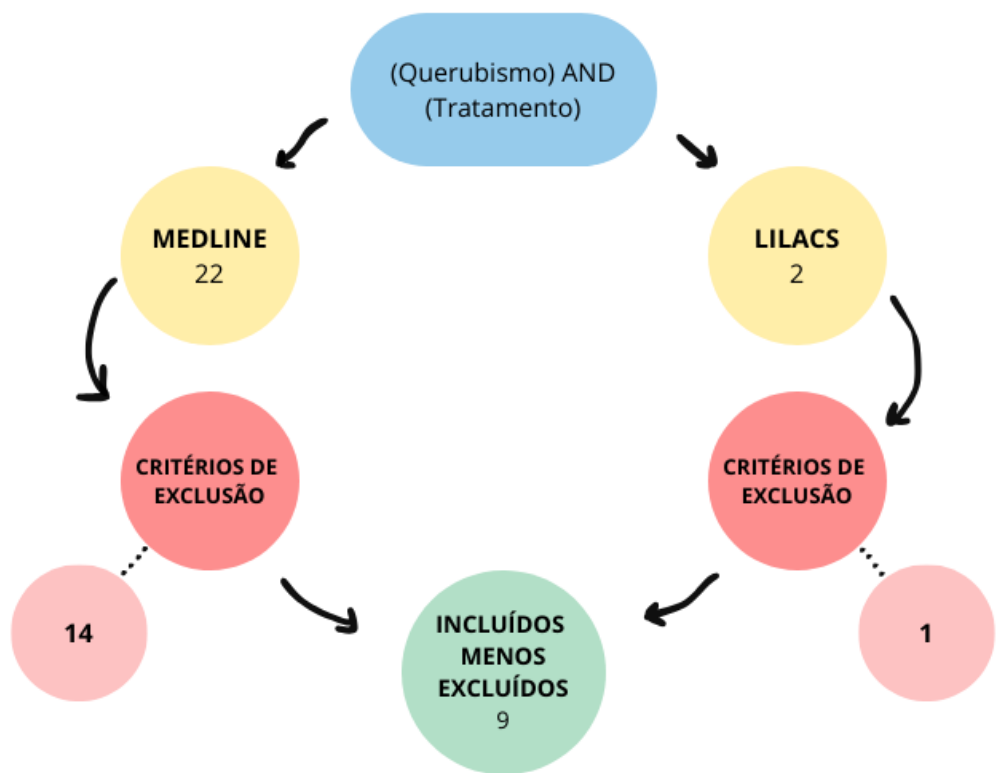 (Querubismo) AND
(Tratamento)
MEDLINE
22
LILACS
2
CRITÉRIOS DE
EXCLUSÃO
CRITÉRIOS DE
EXCLUSÃO
14
1
INCLUÍDOS
MENOS
EXCLUÍDOS
9